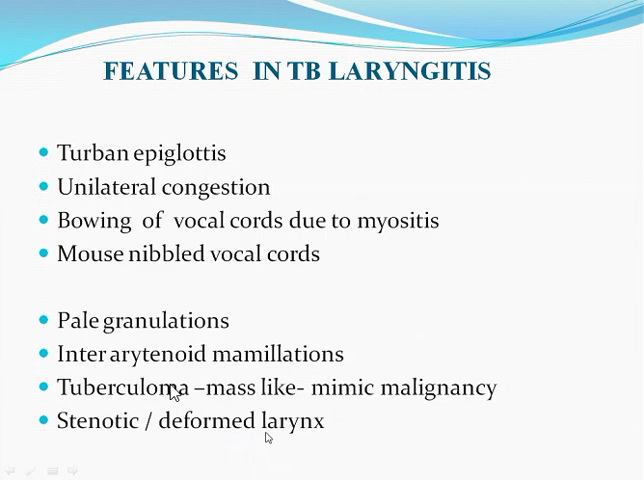 FEATURES IN TB LARYNGITIS
• Turban epiglottis
• Unilateral congestion
• Bowing of vocal cords due to myositis
• Mouse nibbled vocal cords
• Pale granulations
• Inter arytenoid mamillations
• Tuberculoma –mass like- mimic malignancy
• Stenotic / deformed larynx